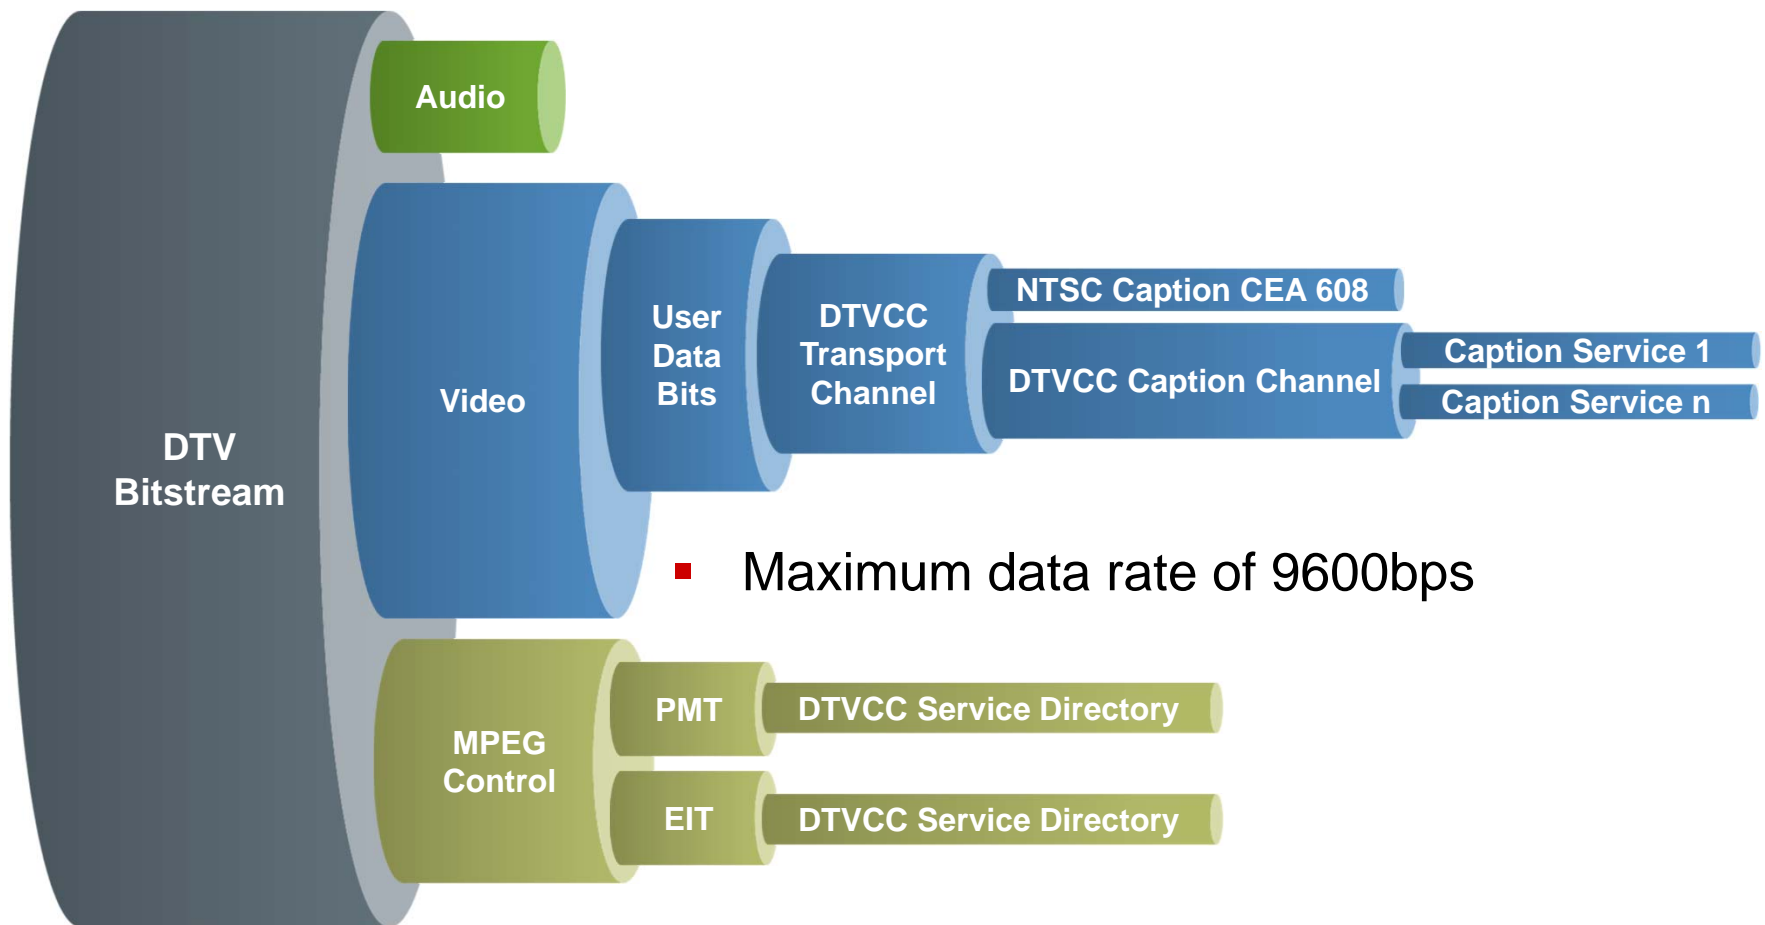 DTV
Bitstream
Audio
Video
User
Data
Bits
DTVCC
Transport
Channel
NTSC Caption CEA 608
DTVCC Caption Channel
Caption Service 1
Caption Service n
▪ Maximum data rate of 9600bps
MPEG
Control
PMT
DTVCC Service Directory
EIT
DTVCC Service Directory